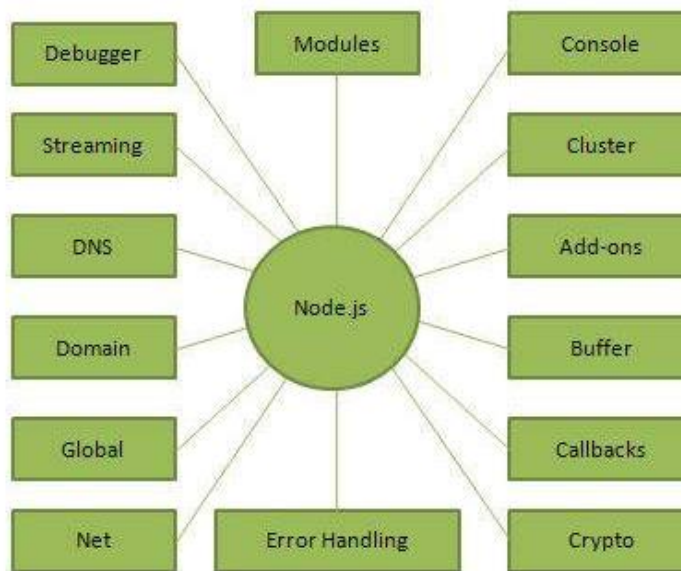 Debugger
Modules
Console
Streaming
Cluster
DNS
Add-ons
Node.js
Domain
Buffer
Global
Callbacks
Net
Error Handling
Crypto